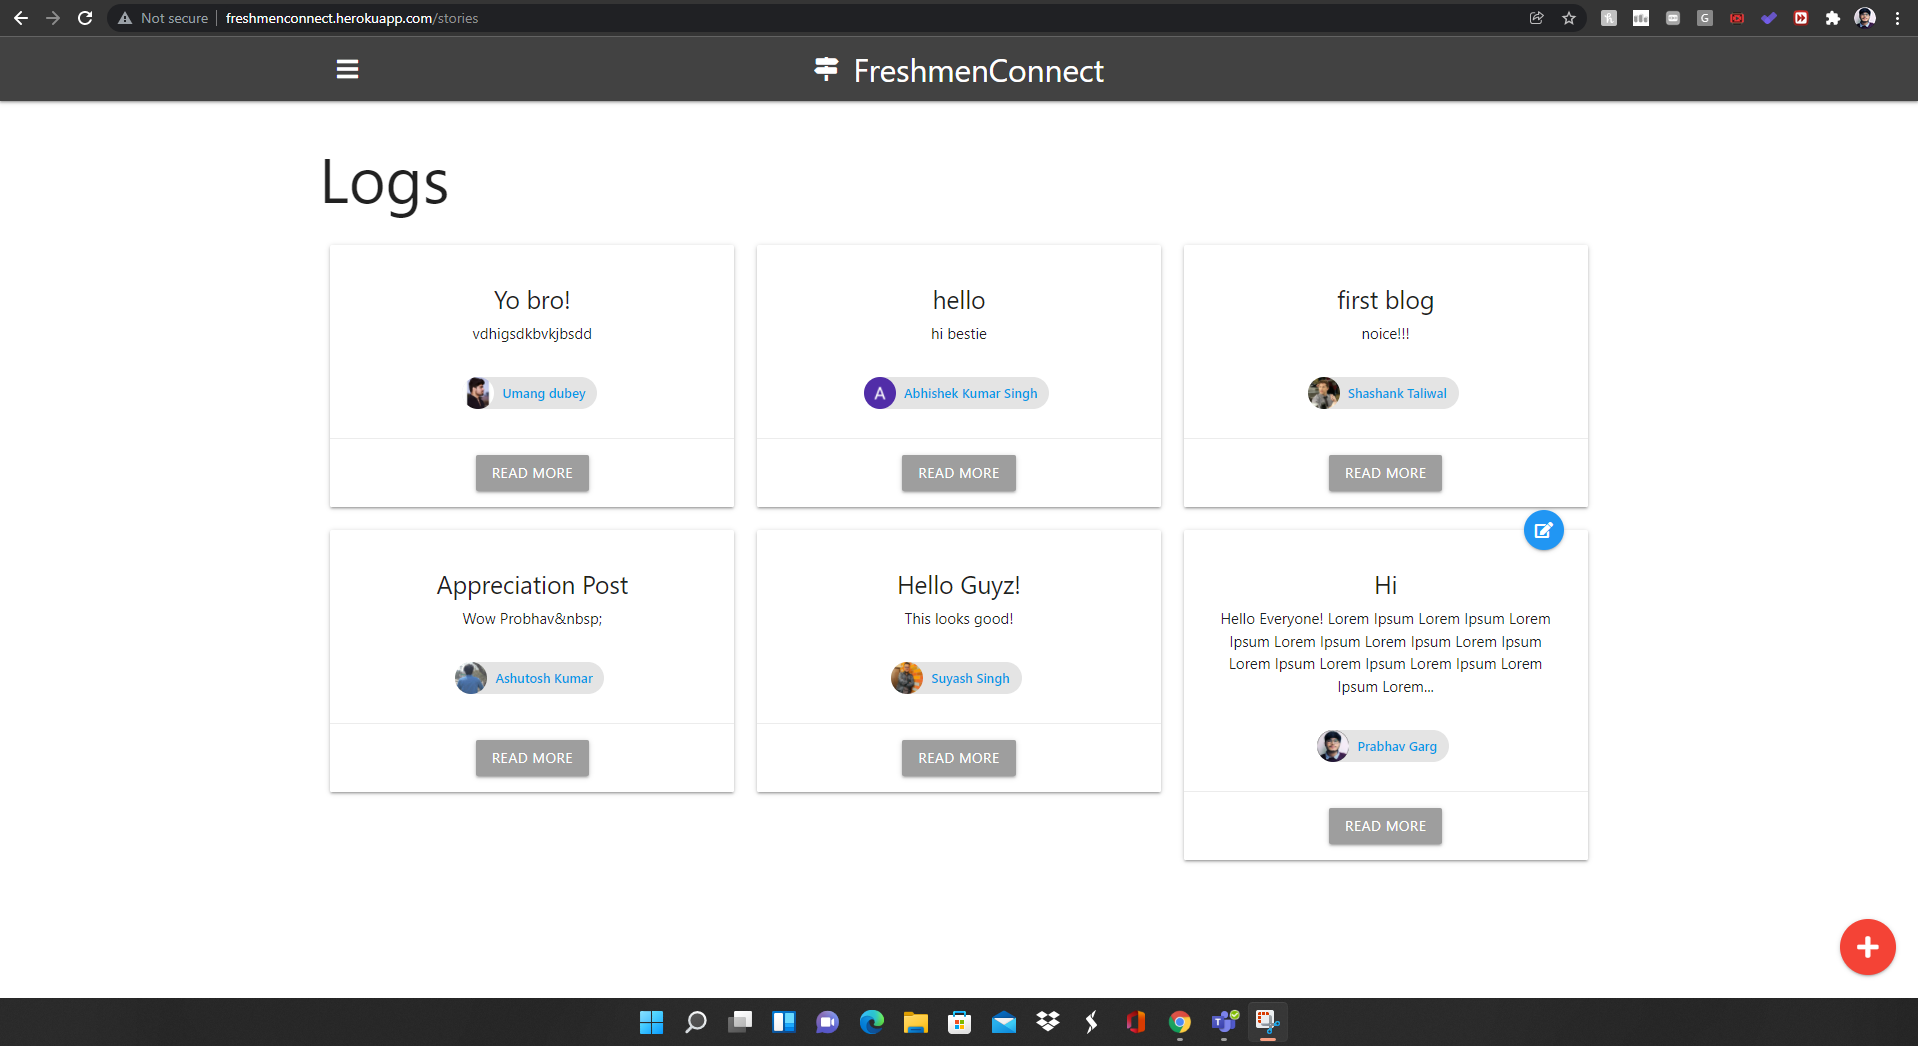 Not secure
freshmenconnect.herokuapp.com/stories
G
FreshmenConnect
Logs
Yo bro!
vdhigsdkbvkjbsdd
Umang dubey
READ MORE
hello
hi bestie
A
Abhishek Kumar Singh
READ MORE
first blog
noice!!!
Shashank Taliwal
READ MORE
Appreciation Post
Wow Probhav&nbsp;
Ashutosh Kumar
READ MORE
Hello Guyz!
This looks good!
Suyash Singh
READ MORE
Hi
Hello Everyone! Lorem Ipsum Lorem Ipsum Lorem
Ipsum Lorem Ipsum Lorem Ipsum Lorem Ipsum
Lorem Ipsum Lorem Ipsum Lorem Ipsum Lorem
Ipsum Lorem...
Prabhav Garg
READ MORE